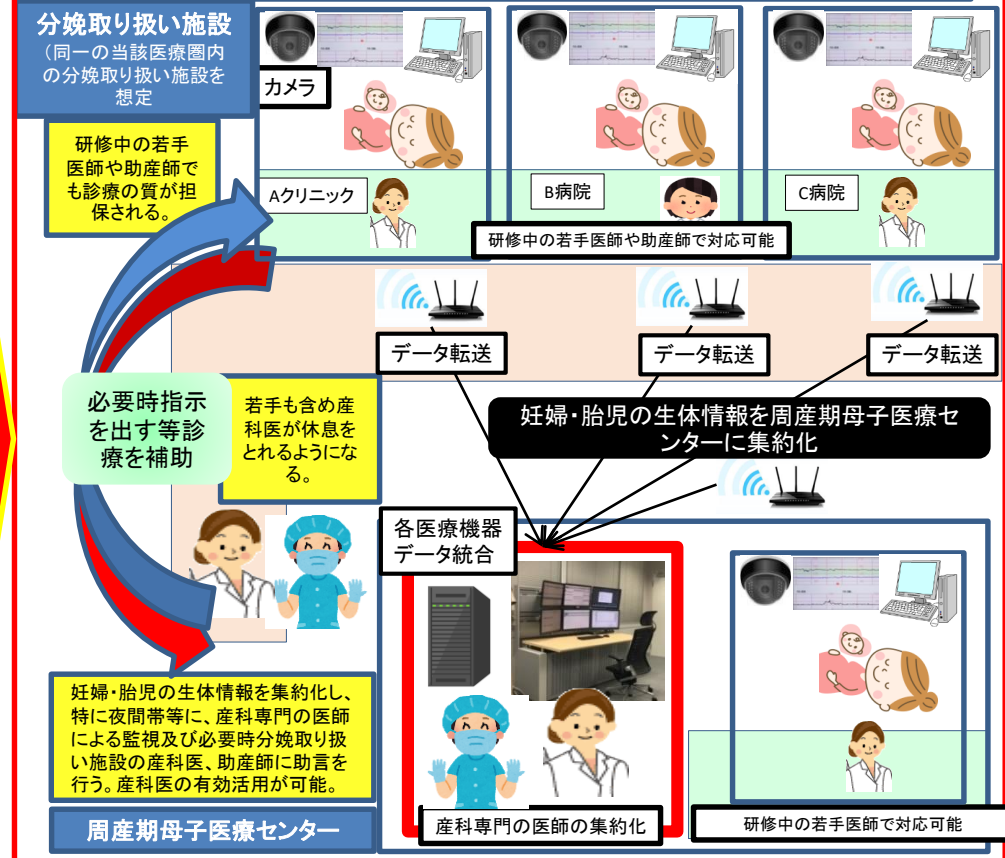 分娩取り扱い施設
（同一の当該医療圏内
の分娩取り扱い施設を
想定
カメラ
研修中の若手
医師や助産師で
も診療の質が担
保される。
Aクリニック
B病院
C病院
研修中の若手医師や助産師で対応可能
データ転送
データ転送
データ転送
必要時指示
を出す等診
療を補助
若手も含め産
科医が休息を
とれるようにな
る。
妊婦・胎児の生体情報を周産期母子医療セ
ンターに集約化
各医療機器
データ統合
妊婦・胎児の生体情報を集約化し、
特に夜間帯等に、産科専門の医師
による監視及び必要時分娩取り扱
い施設の産科医、助産師に助言を
行う。産科医の有効活用が可能。
周産期母子医療センター
産科専門の医師の集約化
研修中の若手医師で対応可能